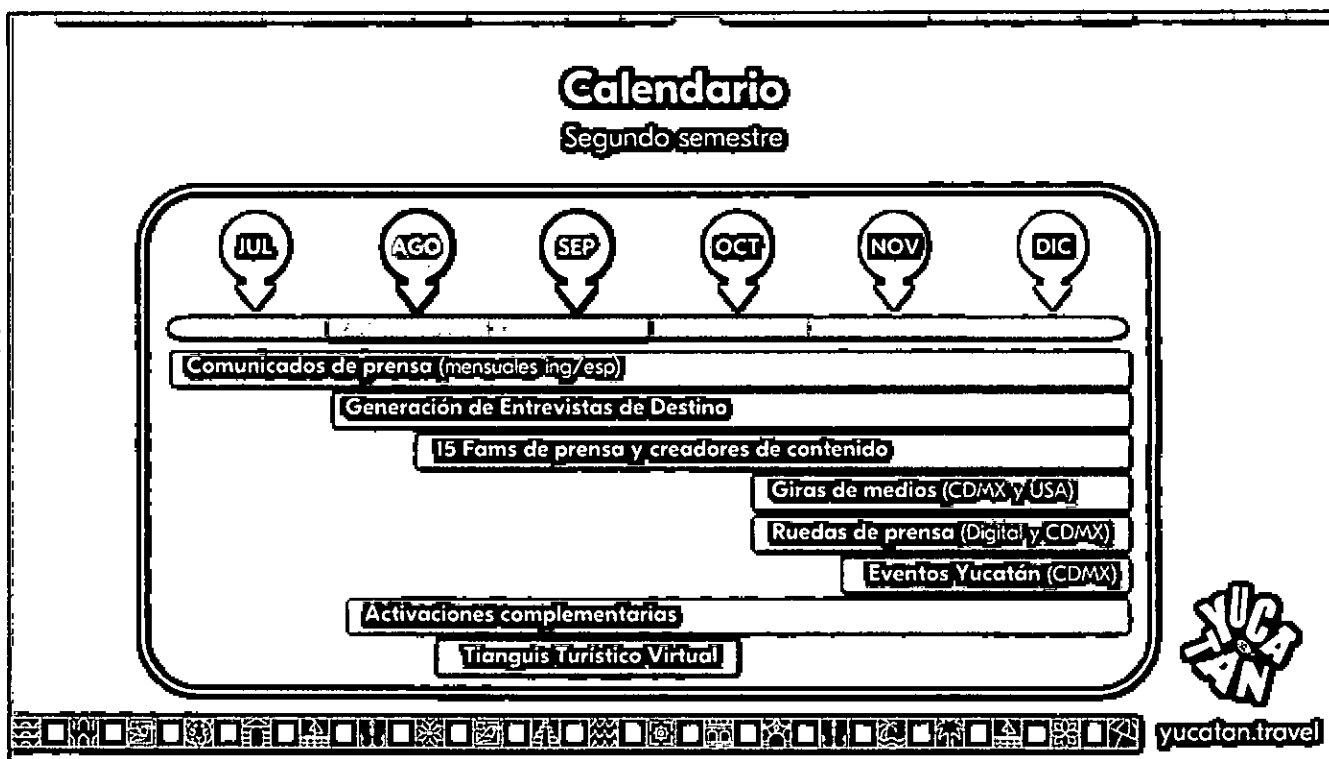 Calendario
Segundo semestre
JUL AGO SEP OCT NOV DIC
Comunicados de prensa (mensuales ing/esp)
Generación de Entrevistas de Destino
15 Fams de prensa y creadores de contenido
Giras de medios (CDMX y USA)
Ruedas de prensa (Digital y CDMX)
Eventos Yucatán (CDMX)
Activaciones complementarias
Tianguis Turístico Virtual
YUCATAN
yucatan.travel